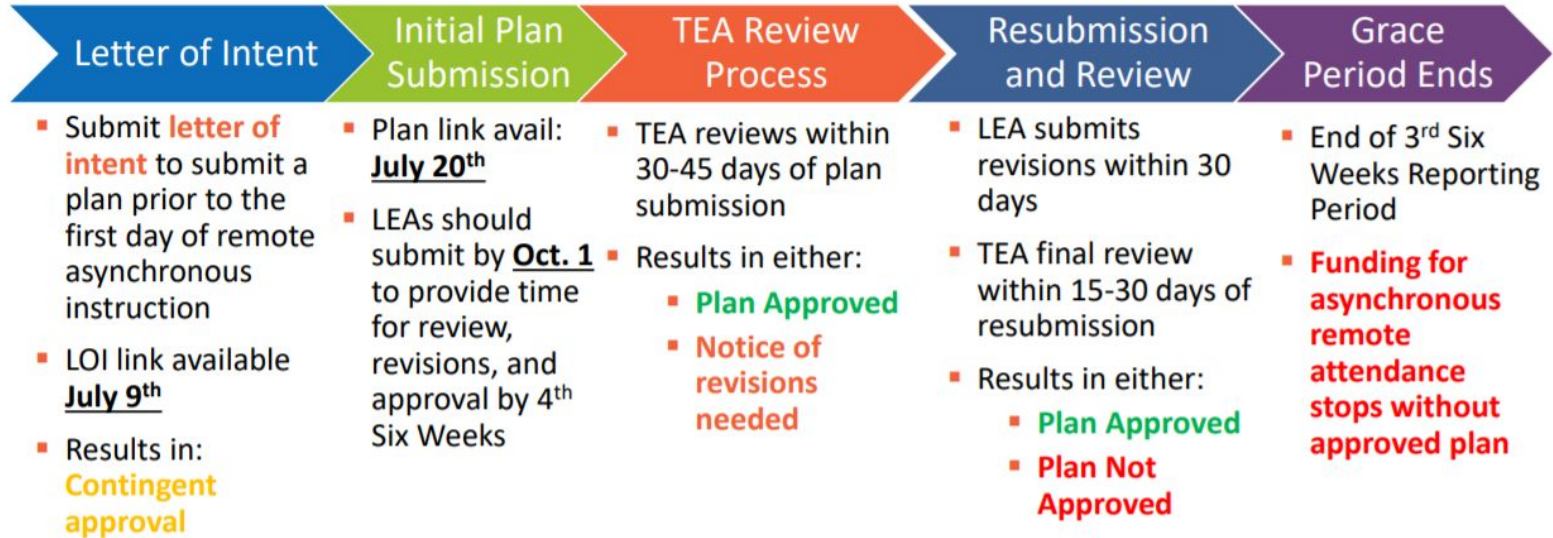 Letter of Intent
▪ Submit letter of
intent to submit a
plan prior to the
first day of remote
asynchronous
instruction
▪ LOI link available
July 9th
▪ Results in:
Contingent
approval
Initial Plan
Submission
▪ Plan link avail:
July 20th
▪ LEAs should
submit by Oct. 1
to provide time
for review,
revisions, and
approval by 4th
Six Weeks
TEA Review
Process
▪ TEA reviews within
30-45 days of plan
submission
▪ Results in either:
▪ Plan Approved
▪ Notice of
revisions
needed
Resubmission
and Review
▪ LEA submits
revisions within 30
days
▪ TEA final review
within 15-30 days of
resubmission
▪ Results in either:
▪ Plan Approved
▪ Plan Not
Approved
Grace
Period Ends
▪ End of 3rd Six
Weeks Reporting
Period
▪ Funding for
asynchronous
remote
attendance
stops without
approved plan